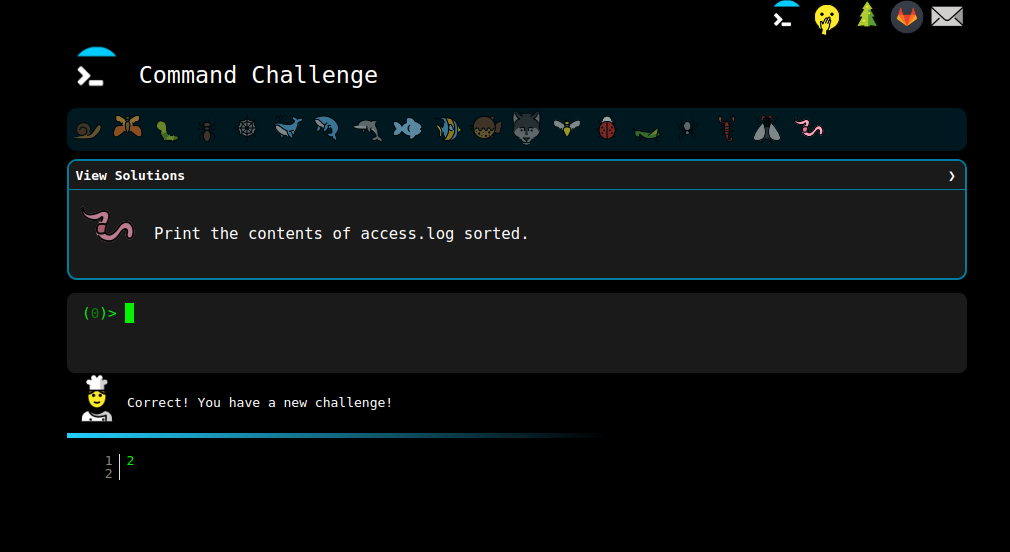 Command Challenge
View Solutions ❯
Print the contents of access.log sorted.
(0)>
Correct! You have a new challenge!
1 2
2